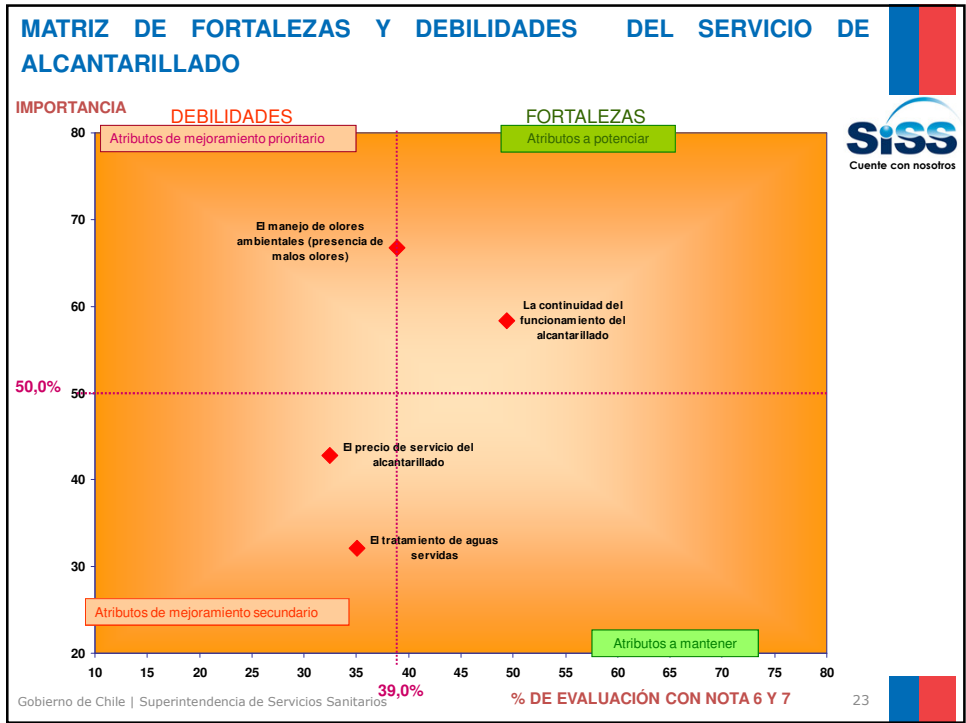 MATRIZ DE FORTALEZAS Y DEBILIDADES DEL SERVICIO DE
ALCANTARILLADO
IMPORTANCIA
DEBILIDADES
FORTALEZAS
Atributos de mejoramiento prioritario
Atributos a potenciar
SiSS
Cuente con nosotros
80
70
60
50
40
30
20
50,0%
El manejo de olores
ambientales (presencia de
malos olores)
La continuidad del
funcionamiento del
alcantarillado
El precio de servicio del
alcantarillado
El tratamiento de aguas
servidas
Atributos de mejoramiento secundario
Atributos a mantener
10 15 20 25 30 35 40 45 50 55 60 65 70 75 80
39,0%
% DE EVALUACIÓN CON NOTA 6 Y 7
Gobierno de Chile | Superintendencia de Servicios Sanitarios
23